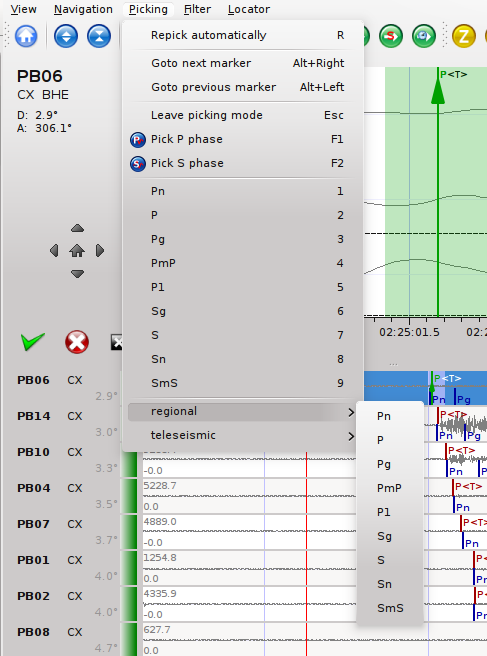 View Navigation Picking Filter Locator
Repick automatically R
Goto next marker Alt+Right
Goto previous marker Alt+Left
Leave picking mode Esc
Pick P phase F1
Pick S phase F2
Pn 1
P 2
Pg 3
PmP 4
P1 5
Sg 6
S 7
Sn 8
SmS 9
regional
teleseismic
Pn
P
Pg
PmP
P1
Sg
S
Sn
SmS
PB06
CX BHE
D: 2.9°
A: 306.1°
S
Z
P<T>
02:25:01.5 02:2
PB06 CX 2.9°
P<T>
Pn Pg
PB14 CX 3.0°
P<T>
Pn Pg
PB10 CX 3.3°
-0.0
P<T>
Pn
PB04 CX 3.5°
5228.7
-0.0
P<T>
Pn
PB07 CX 3.7°
4889.0
-0.0
P<T>
Pn
PB01 CX 4.0°
1254.8
0.0
P<
Pn
PB02 CX 4.0°
4335.9
-0.0
P<
Pn
PB08 CX 4.7°
627.7
0.0